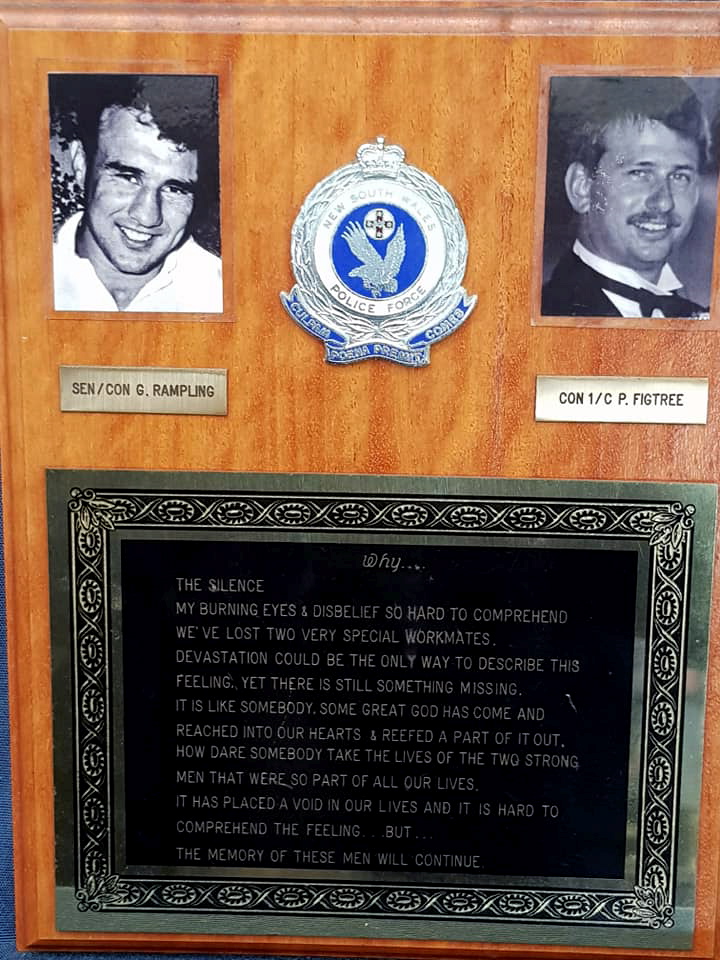 NEW SOUTH WALES
POLICE FORCE
CULPAM POENA PREMIT COMES
SEN/CON G. RAMPLING
CON 1/C P. FIGTREE
Why....
THE SILENCE
MY BURNING EYES & DISBELIEF SO HARD TO COMPREHEND
WE'VE LOST TWO VERY SPECIAL WORKMATES.
DEVASTATION COULD BE THE ONLY WAY TO DESCRIBE THIS
FEELING, YET THERE IS STILL SOMETHING MISSING.
IT IS LIKE SOMEBODY, SOME GREAT GOD HAS COME AND
REACHED INTO OUR HEARTS & REEFED A PART OF IT OUT.
HOW DARE SOMEBODY TAKE THE LIVES OF THE TWO STRONG
MEN THAT WERE SO PART OF ALL OUR LIVES.
IT HAS PLACED A VOID IN OUR LIVES AND IT IS HARD TO
COMPREHEND THE FEELING...BUT...
THE MEMORY OF THESE MEN WILL CONTINUE.